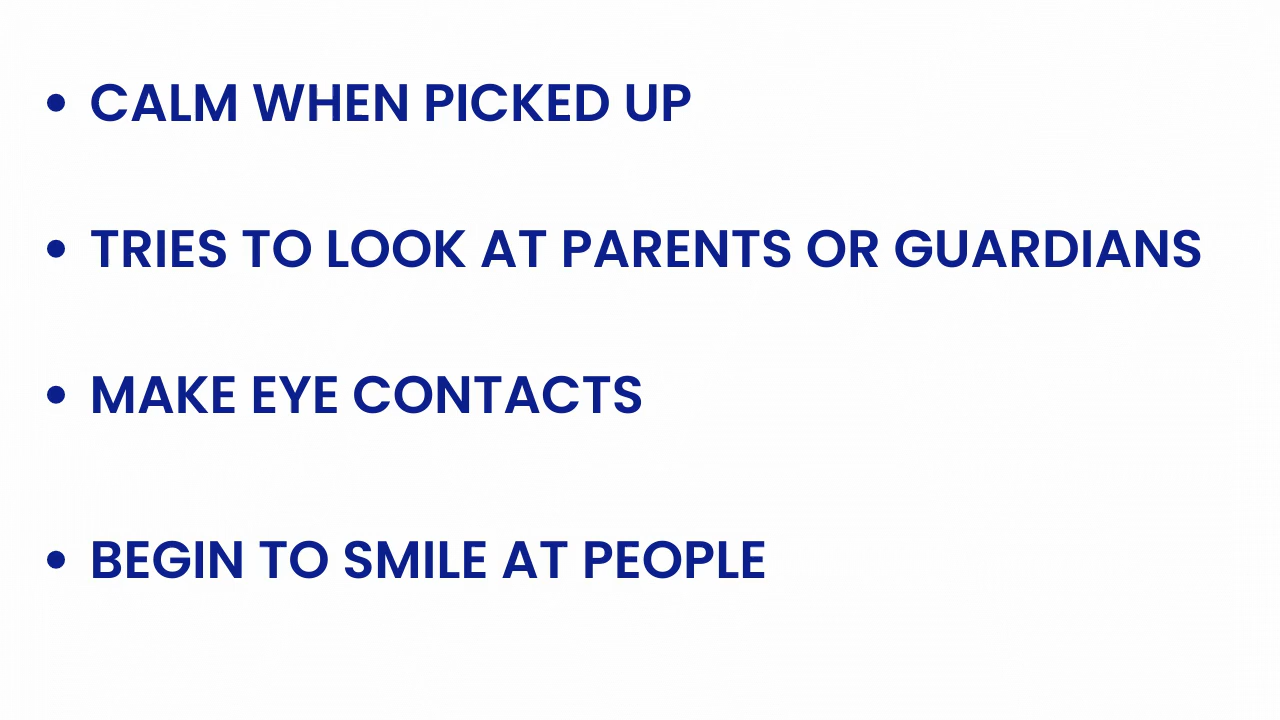 • CALM WHEN PICKED UP
• TRIES TO LOOK AT PARENTS OR GUARDIANS
• MAKE EYE CONTACTS
• BEGIN TO SMILE AT PEOPLE